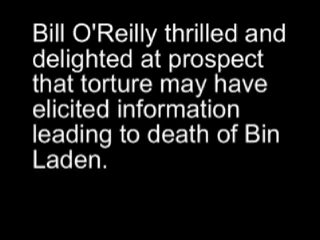 Bill O'Reilly thrilled and
delighted at prospect
that torture may have
elicited information
leading to death of Bin
Laden.